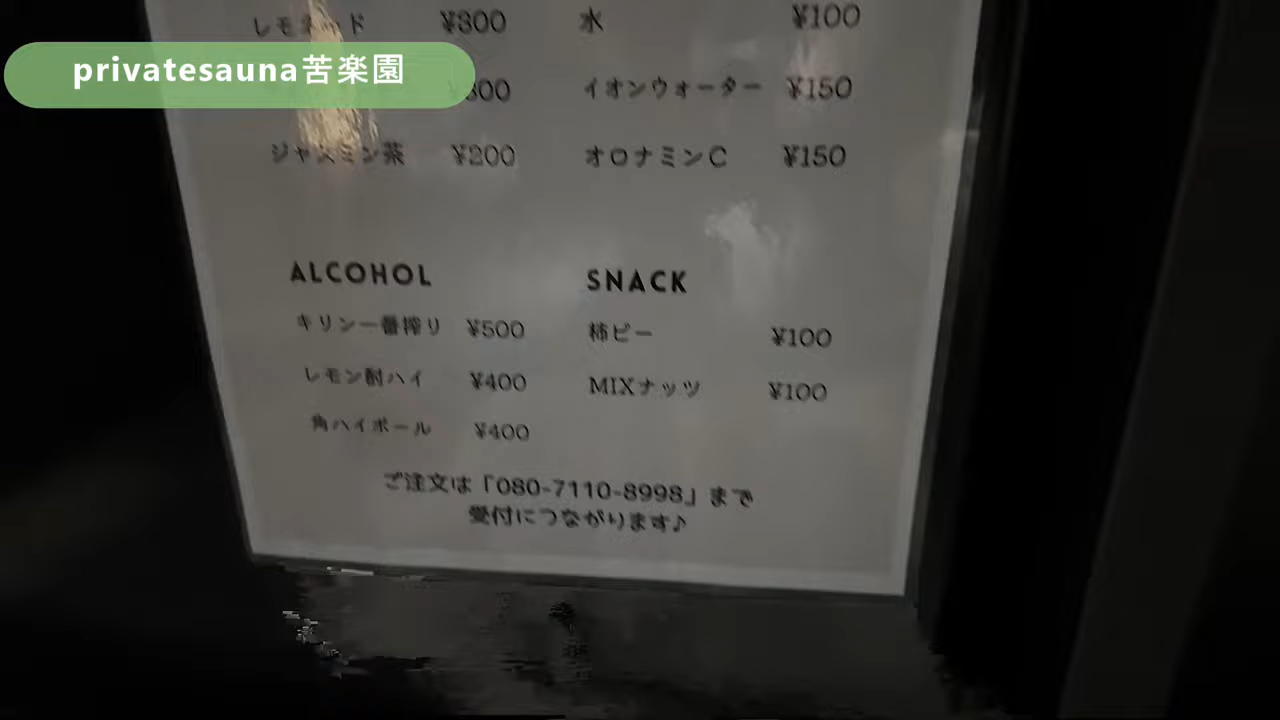 レモネード ¥300 水 ¥100
privatesauna苦楽園
イオンウォーター ¥150
ジャスミン茶 ¥200 オロナミンC ¥150
ALCOHOL SNACK
キリン一番搾り ¥500 柿ピー ¥100
レモン酎ハイ ¥400 MIXナッツ ¥100
角ハイボール ¥400
ご注文は「080-7110-8998」まで
受付につながります♪